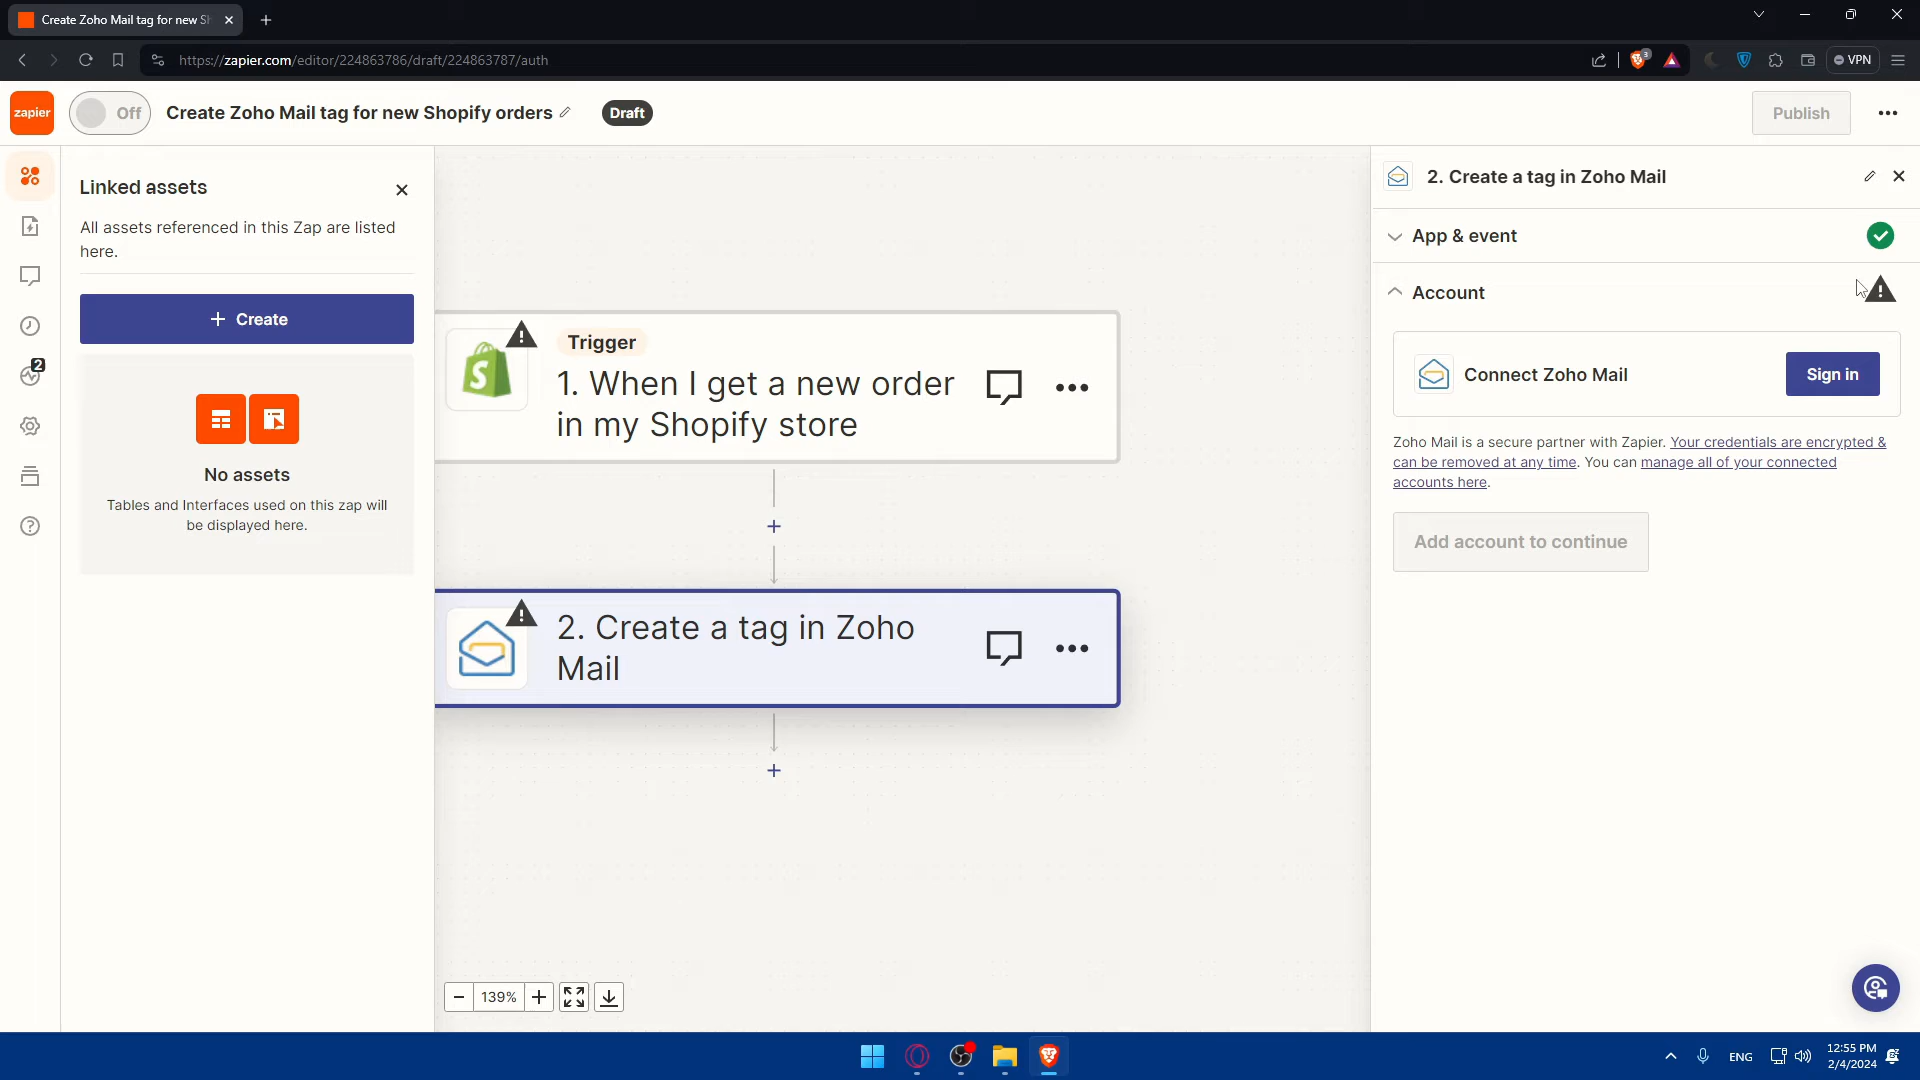 Create Zoho Mail tag for new Sh
https://zapier.com/editor/224863786/draft/224863787/auth
3
VPN
zapier
Off
Create Zoho Mail tag for new Shopify orders
Draft
Publish
2
Linked assets
All assets referenced in this Zap are listed
here.
+ Create
No assets
Tables and Interfaces used on this zap will
be displayed here.
Trigger
1. When I get a new order
in my Shopify store
2. Create a tag in Zoho
Mail
139%
2. Create a tag in Zoho Mail
App & event
Account
Connect Zoho Mail
Sign in
Zoho Mail is a secure partner with Zapier. Your credentials are encrypted &
can be removed at any time. You can manage all of your connected
accounts here.
Add account to continue
ENG
12:55 PM
2/4/2024